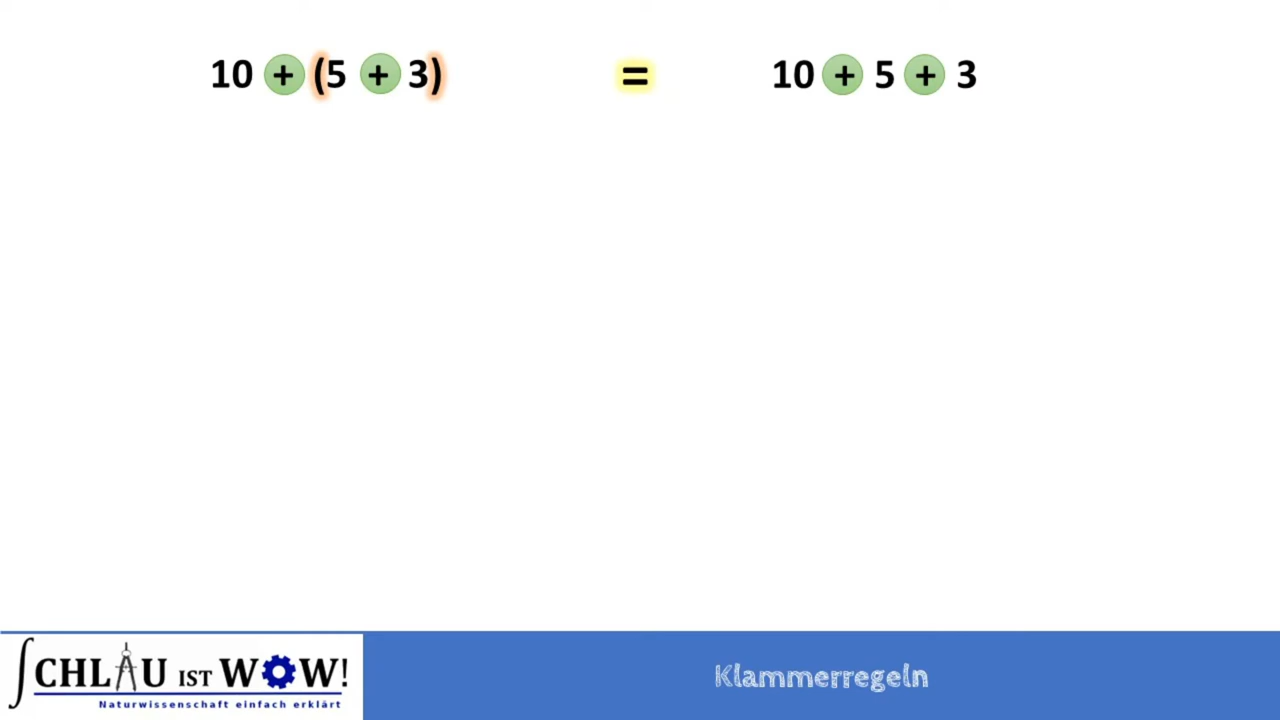 10 + (5 + 3) = 10 + 5 + 3
∫CHLAU IST WOW!
Naturwissenschaft einfach erklärt
Klammerregeln